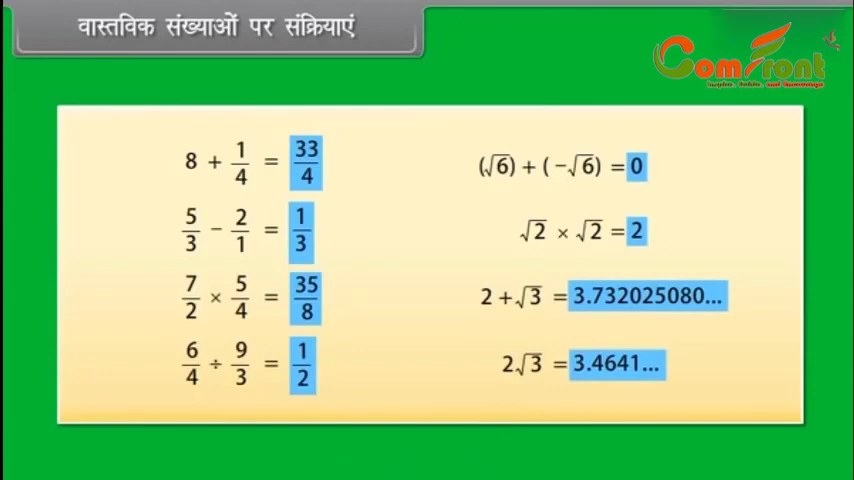 वास्तविक संख्याओं पर संक्रियाएं
Comfront
8 + 1/4 = 33/4
5/3 − 2/1 = 1/3
7/2 × 5/4 = 35/8
6/4 ÷ 9/3 = 1/2
(√6) + (−√6) = 0
√2 × √2 = 2
2 + √3 = 3.732025080...
2√3 = 3.4641...